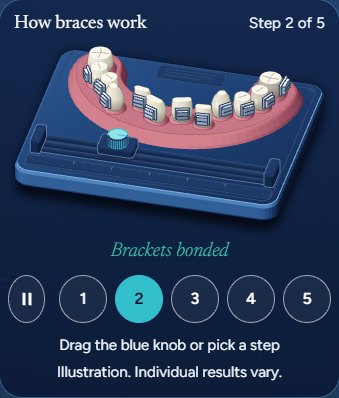 How braces work
Step 2 of 5
Brackets bonded
1
2
3
4
5
Drag the blue knob or pick a step
Illustration. Individual results vary.